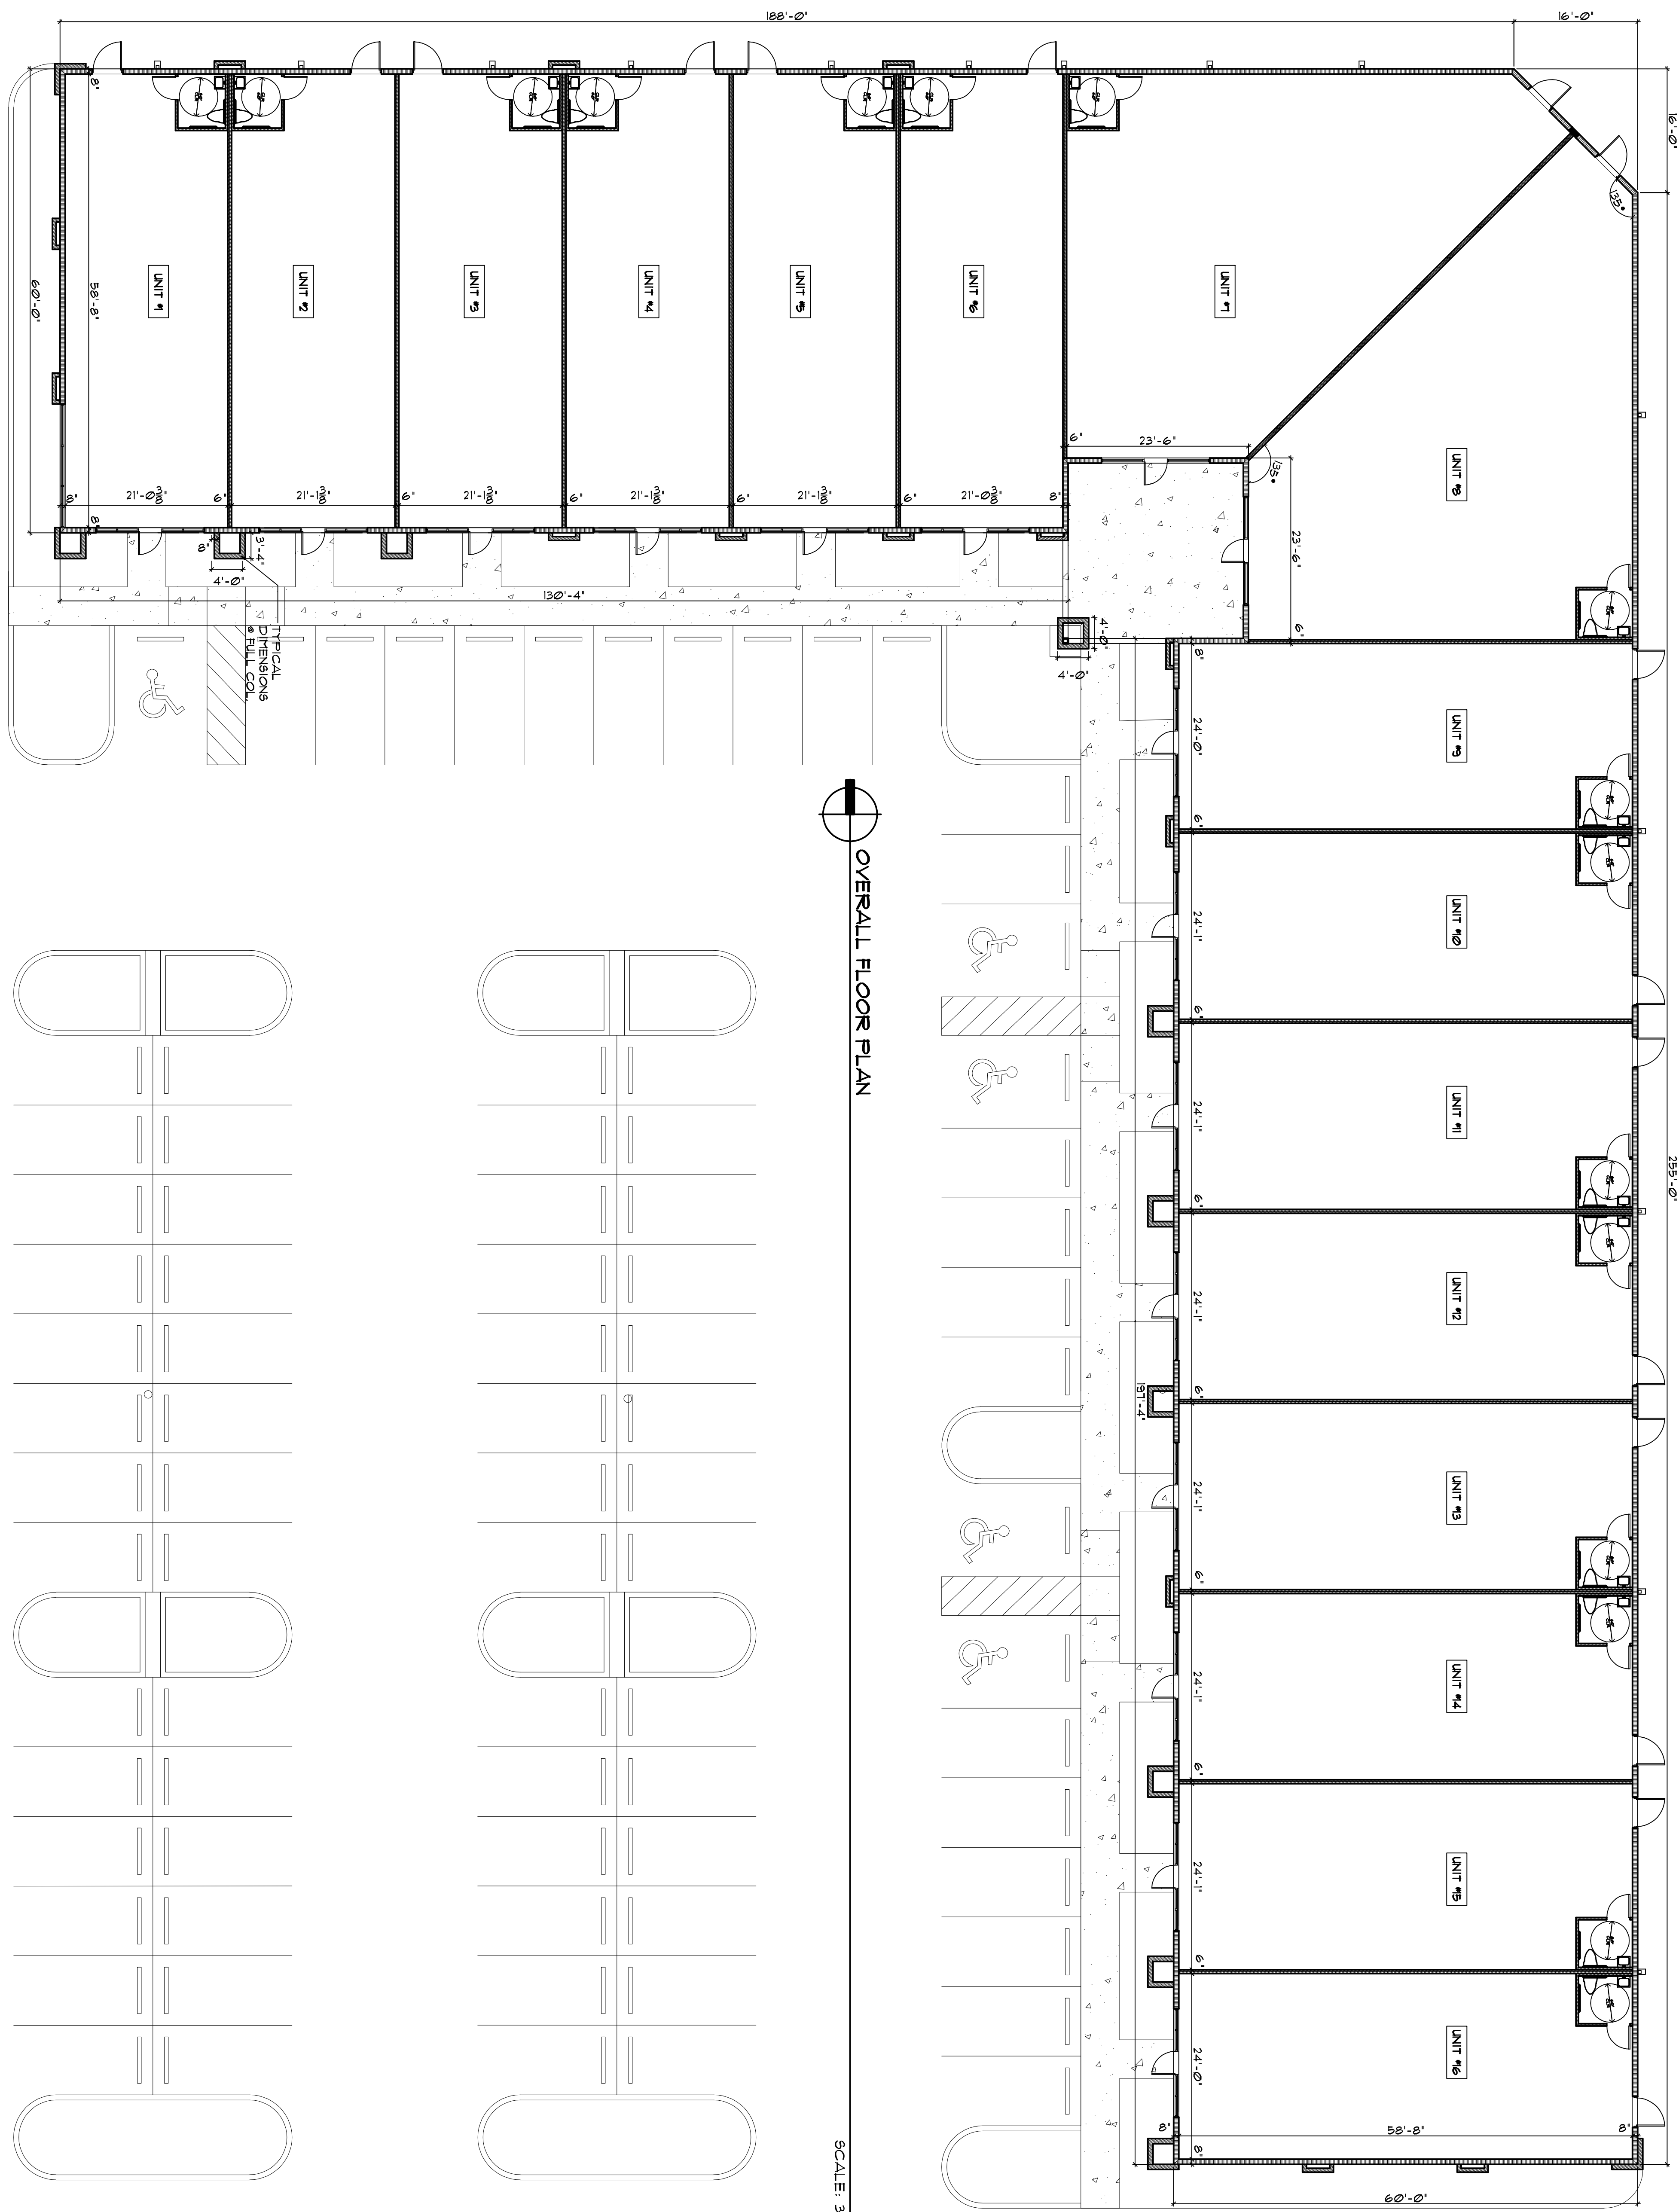 188'-0"
16'-0"
16'-0"
255'-0"
135°
8"
58'-8"
60'-0"
UNIT #1
UNIT #2
UNIT #3
UNIT #4
UNIT #5
UNIT #6
UNIT #7
UNIT #8
6"
23'-6"
135°
23'-6"
6"
8"
21'-0 3/8"
6"
21'-1 3/8"
6"
21'-1 3/8"
6"
21'-1 3/8"
6"
21'-1 3/8"
6"
21'-0 3/8"
8"
8"
8"
3'-4"
4'-0"
TYPICAL
DIMENSIONS
@ FULL COL.
130'-4"
4'-0"
4'-0"
OVERALL FLOOR PLAN
SCALE: 3
UNIT #9
UNIT #10
UNIT #11
UNIT #12
UNIT #13
UNIT #14
UNIT #15
UNIT #16
8"
24'-0"
6"
24'-1"
6"
24'-1"
6"
24'-1"
6"
24'-1"
6"
24'-1"
6"
24'-1"
6"
24'-0"
8"
197'-4"
8"
58'-8"
8"
60'-0"